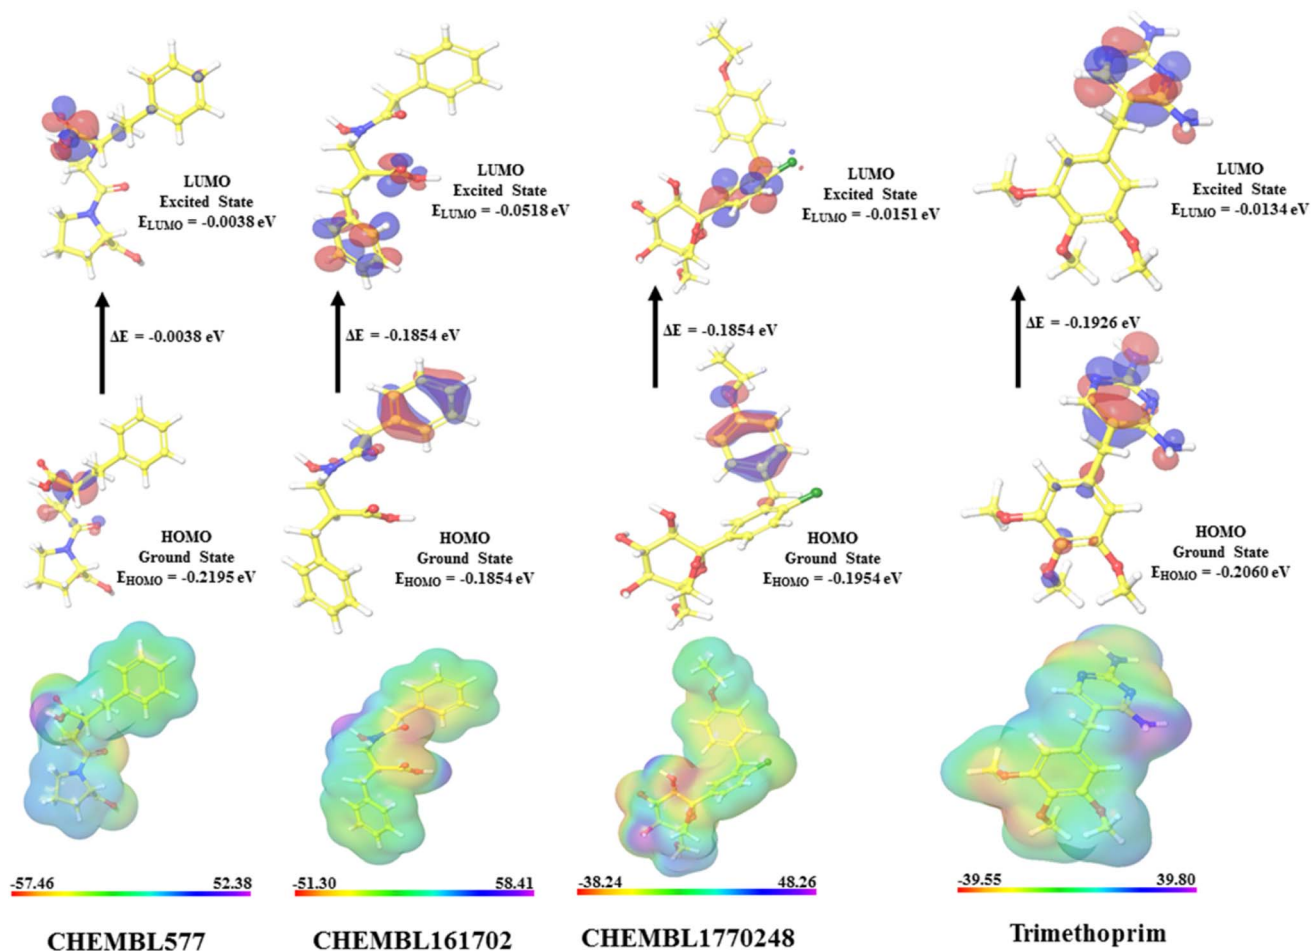 LUMO
Excited State
E_LUMO = -0.0038 eV
LUMO
Excited State
E_LUMO = -0.0518 eV
LUMO
Excited State
E_LUMO = -0.0151 eV
LUMO
Excited State
E_LUMO = -0.0134 eV
ΔE = -0.0038 eV
ΔE = -0.1854 eV
ΔE = -0.1854 eV
ΔE = -0.1926 eV
HOMO
Ground State
E_HOMO = -0.2195 eV
HOMO
Ground State
E_HOMO = -0.1854 eV
HOMO
Ground State
E_HOMO = -0.1954 eV
HOMO
Ground State
E_HOMO = -0.2060 eV
-57.46 52.38
-51.30 58.41
-38.24 48.26
-39.55 39.80
CHEMBL577
CHEMBL161702
CHEMBL1770248
Trimethoprim